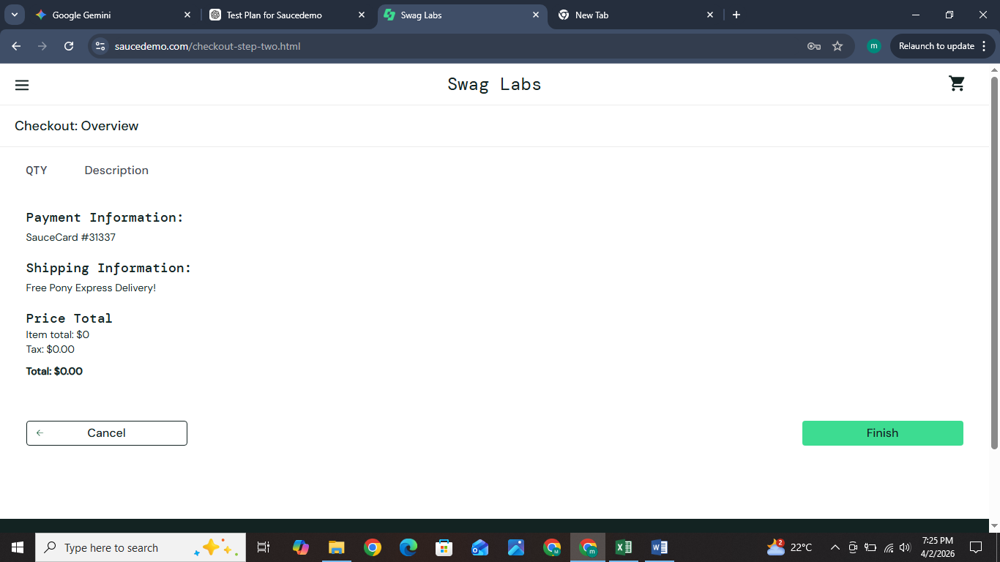 Google Gemini
Test Plan for Saucedemo
Swag Labs
New Tab
saucedemo.com/checkout-step-two.html
m
Relaunch to update
Swag Labs
Checkout: Overview
QTY Description
Payment Information:
SauceCard #31337
Shipping Information:
Free Pony Express Delivery!
Price Total
Item total: $0
Tax: $0.00
Total: $0.00
Cancel
Finish
Type here to search
2
22°C
7:25 PM
4/2/2026